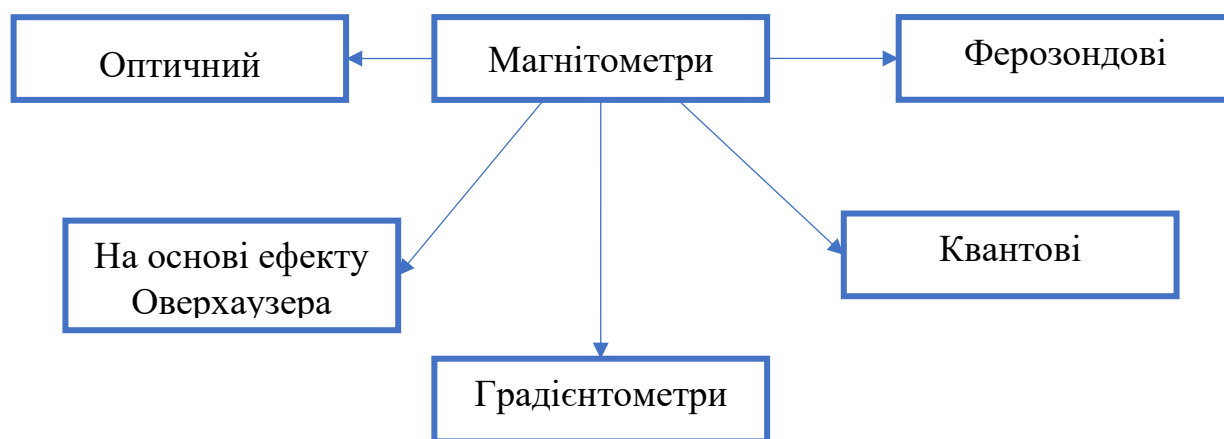 Оптичний
Магнітометри
Ферозондові
На основі ефекту
Оверхаузера
Квантові
Градієнтометри